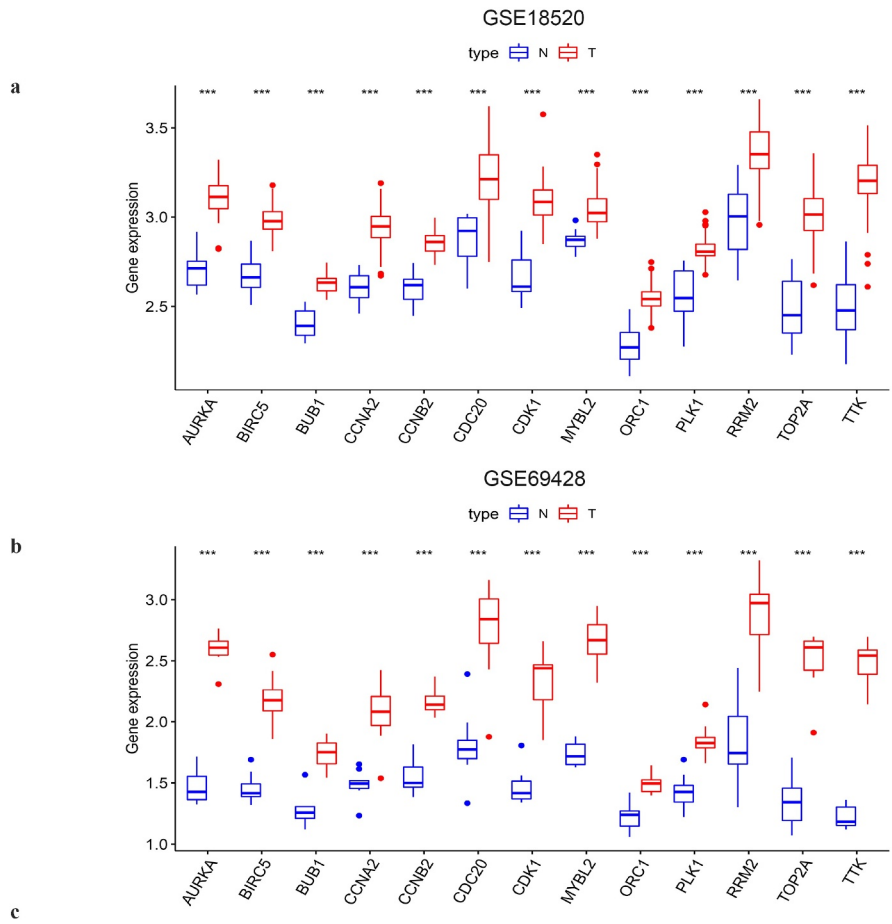 GSE18520
type N T
a
*** *** *** *** *** *** *** *** *** *** *** *** ***
3.5
3.0
2.5
Gene expression
AURKA BIRC5 BUB1 CCNA2 CCNB2 CDC20 CDK1 MYBL2 ORC1 PLK1 RRM2 TOP2A TTK
GSE69428
type N T
b
*** *** *** *** *** *** *** *** *** *** *** *** ***
3.0
2.5
2.0
1.5
1.0
Gene expression
AURKA BIRC5 BUB1 CCNA2 CCNB2 CDC20 CDK1 MYBL2 ORC1 PLK1 RRM2 TOP2A TTK
c